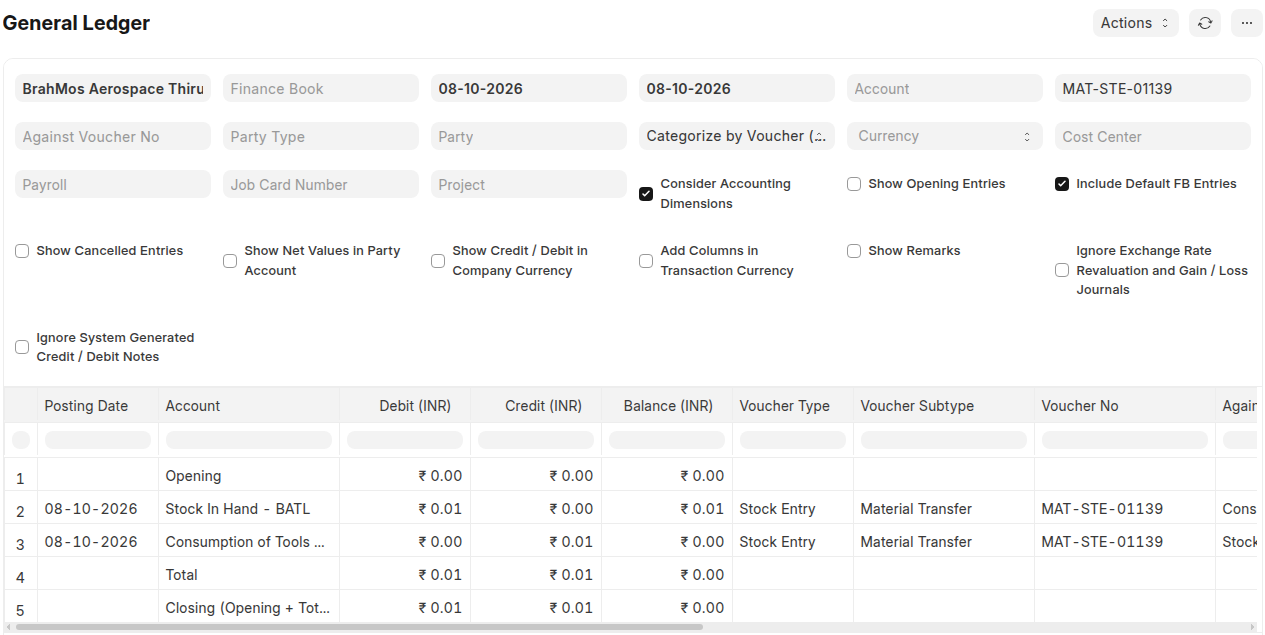 General Ledger
Actions
BrahMos Aerospace Thiru
Finance Book
08-10-2026
08-10-2026
Account
MAT-STE-01139
Against Voucher No
Party Type
Party
Categorize by Voucher (...
Currency
Cost Center
Payroll
Job Card Number
Project
Consider Accounting
Dimensions
Show Opening Entries
Include Default FB Entries
Show Cancelled Entries
Show Net Values in Party
Account
Show Credit / Debit in
Company Currency
Add Columns in
Transaction Currency
Show Remarks
Ignore Exchange Rate
Revaluation and Gain / Loss
Journals
Ignore System Generated
Credit / Debit Notes
Posting Date Account Debit (INR) Credit (INR) Balance (INR) Voucher Type Voucher Subtype Voucher No Again
1 Opening ₹ 0.00 ₹ 0.00 ₹ 0.00
2 08-10-2026 Stock In Hand - BATL ₹ 0.01 ₹ 0.00 ₹ 0.01 Stock Entry Material Transfer MAT-STE-01139 Cons
3 08-10-2026 Consumption of Tools ... ₹ 0.00 ₹ 0.01 ₹ 0.00 Stock Entry Material Transfer MAT-STE-01139 Stock
4 Total ₹ 0.01 ₹ 0.01 ₹ 0.00
5 Closing (Opening + Tot... ₹ 0.01 ₹ 0.01 ₹ 0.00